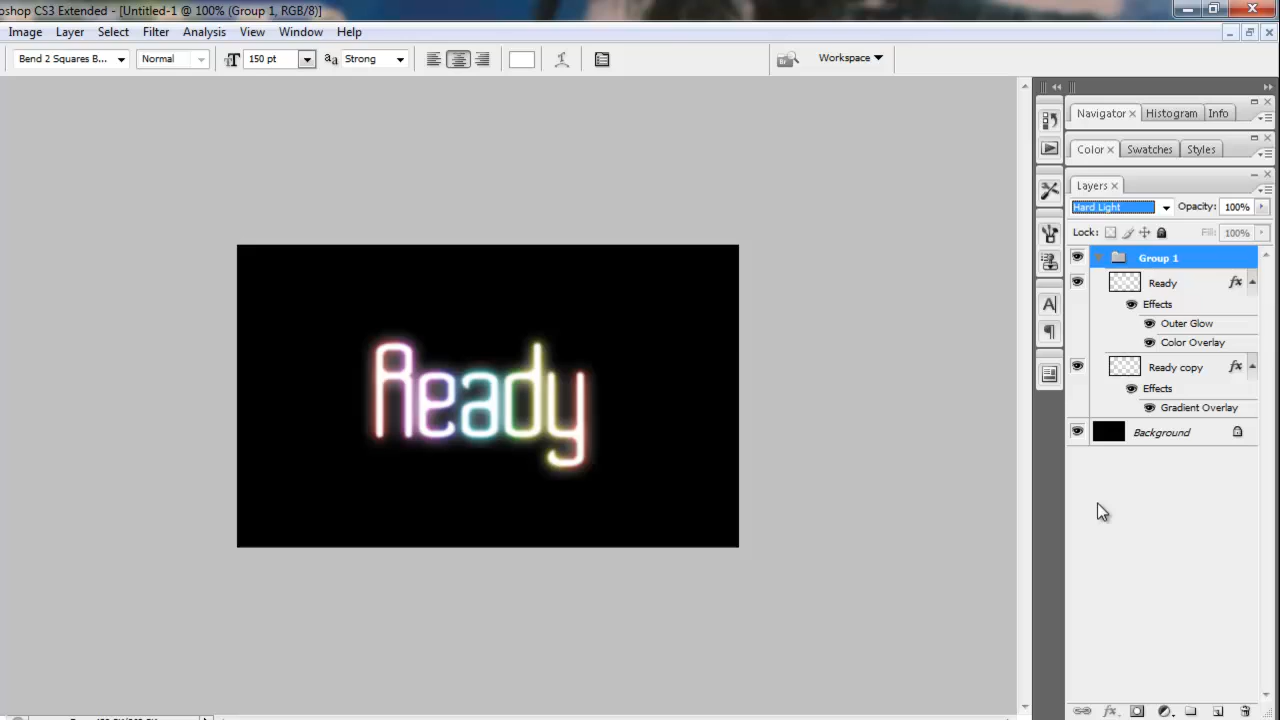 oshop CS3 Extended - [Untitled-1 @ 100% (Group 1, RGB/8)]
Image Layer Select Filter Analysis View Window Help
Bend 2 Squares B... Normal 150 pt Strong Workspace
Navigator Histogram Info
Color Swatches Styles
Layers
Hard Light Opacity: 100%
Lock: Fill: 100%
Group 1
Ready
Effects
Outer Glow
Color Overlay
Ready copy
Effects
Gradient Overlay
Background
Ready